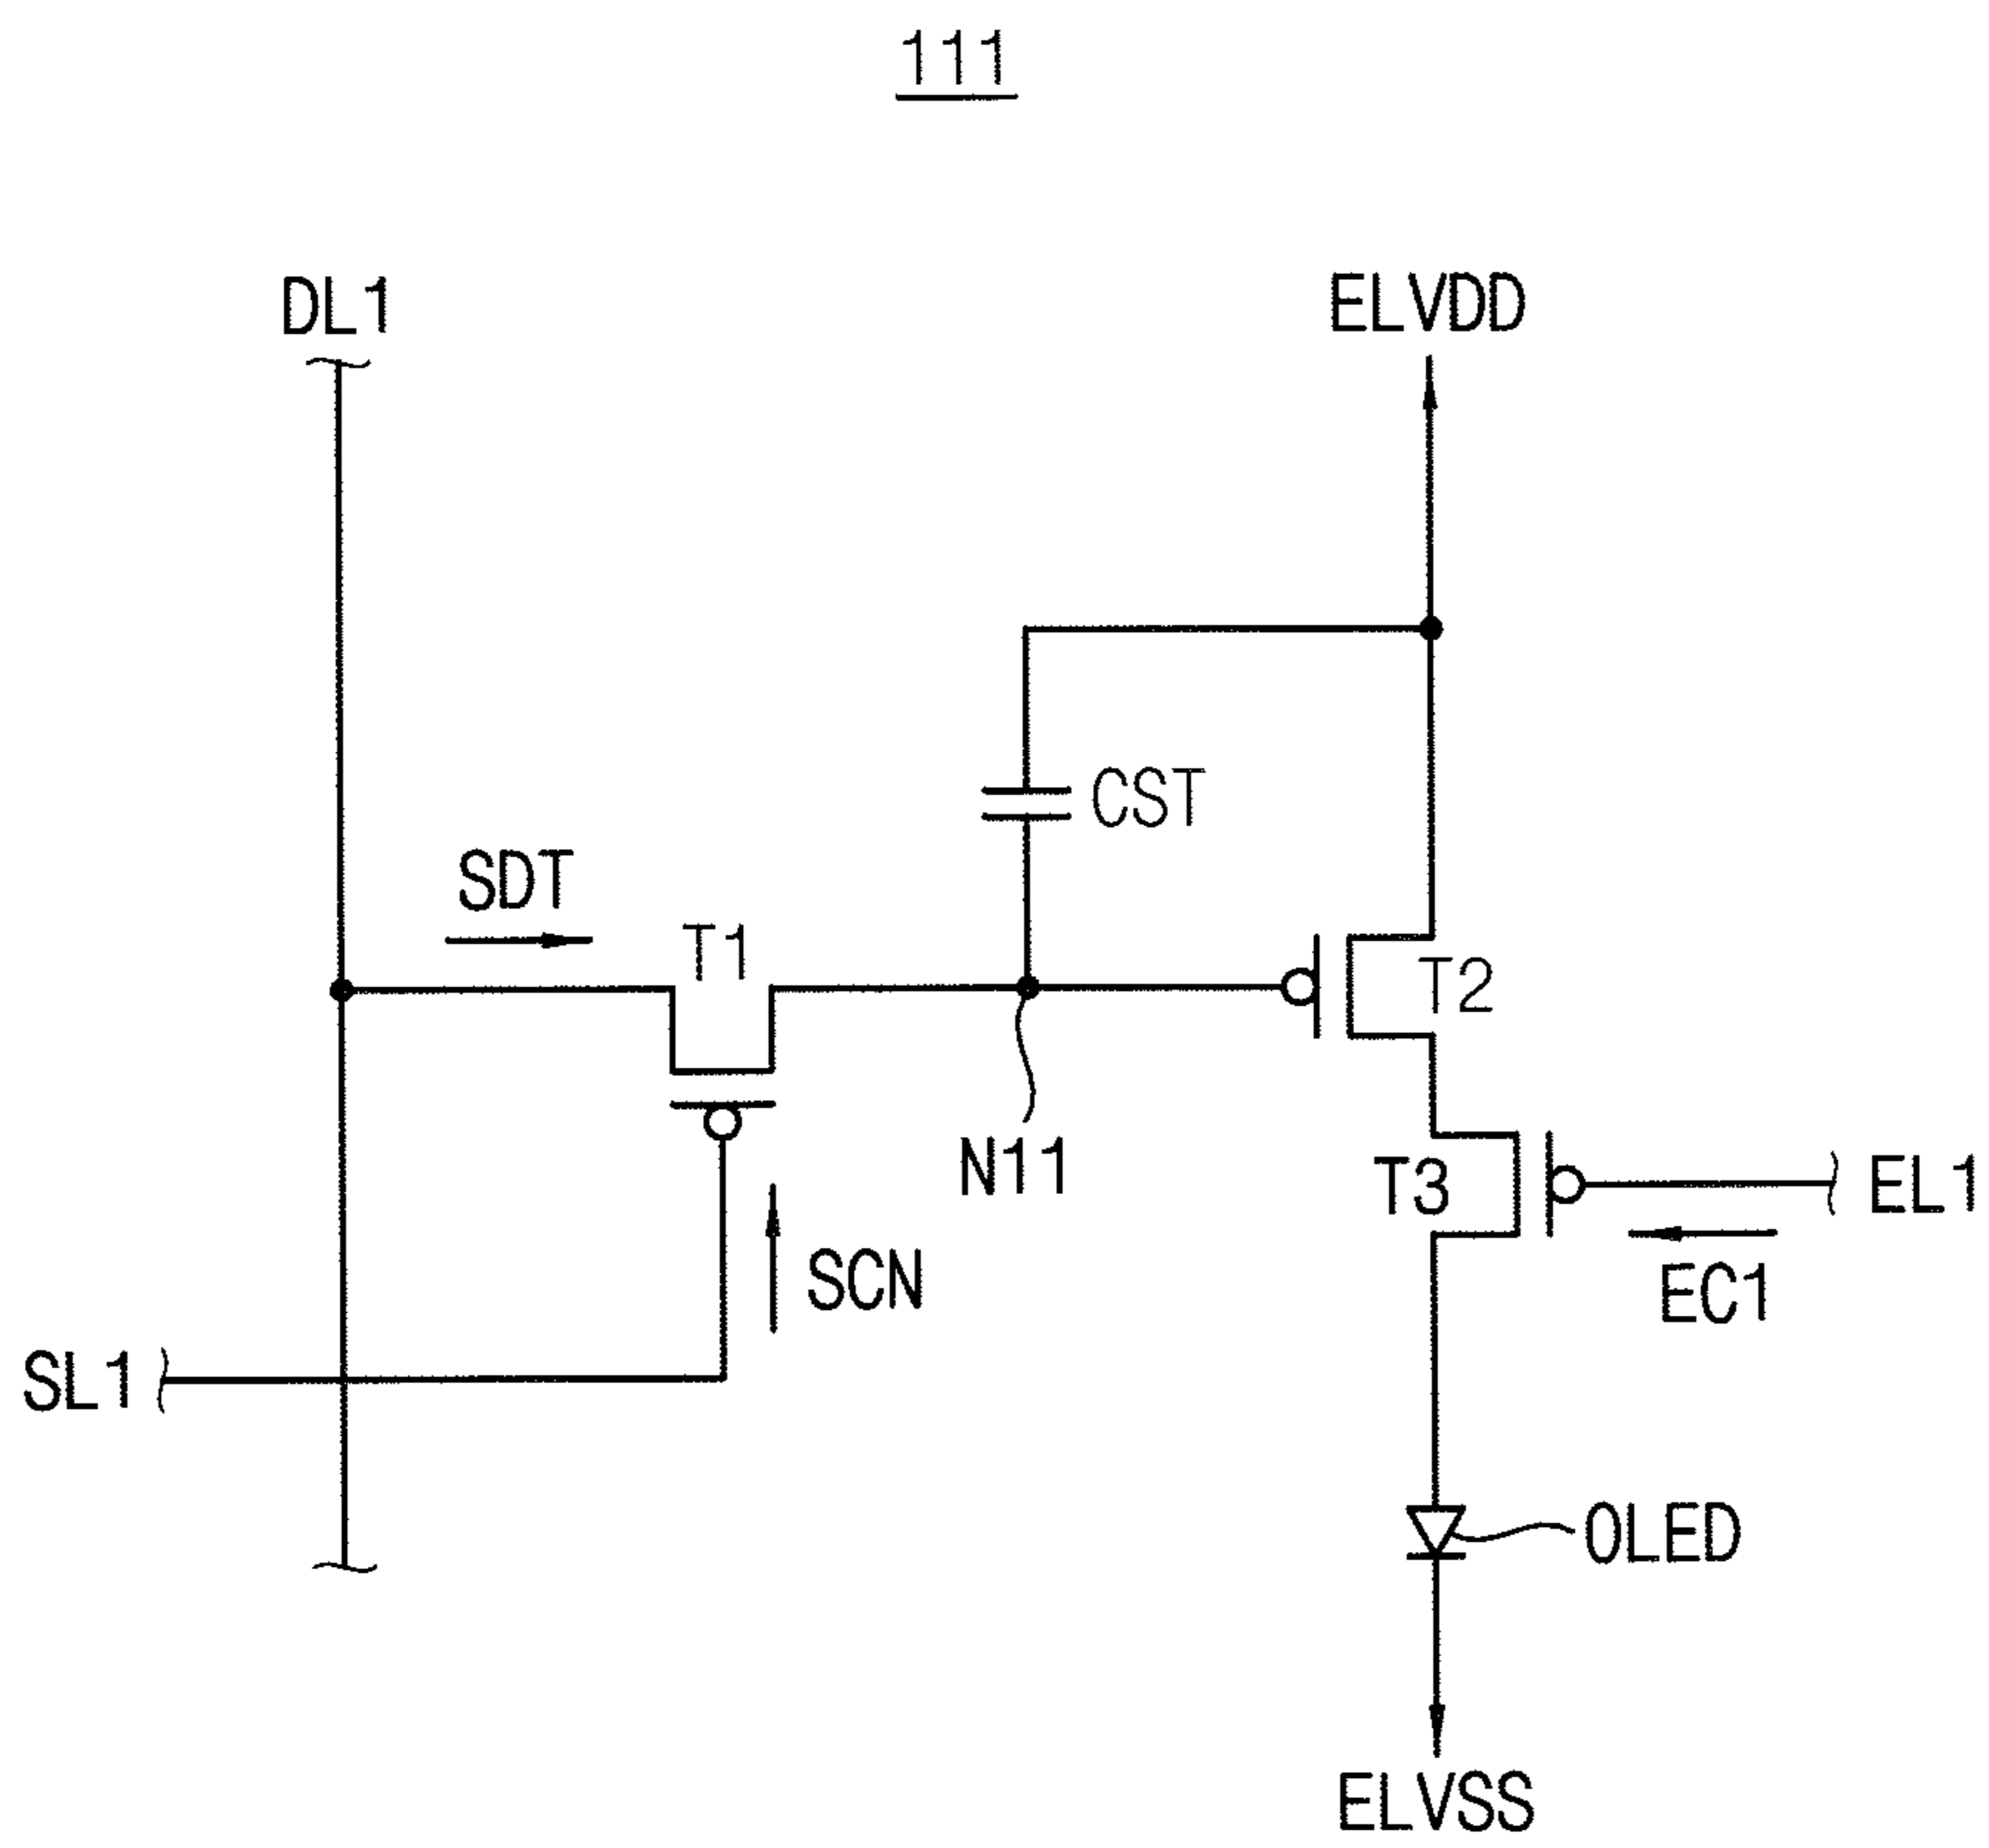 111
DL1
ELVDD
CST
SDT
T1
T2
N11
T3
EL1
SCN
EC1
SL1
OLED
ELVSS